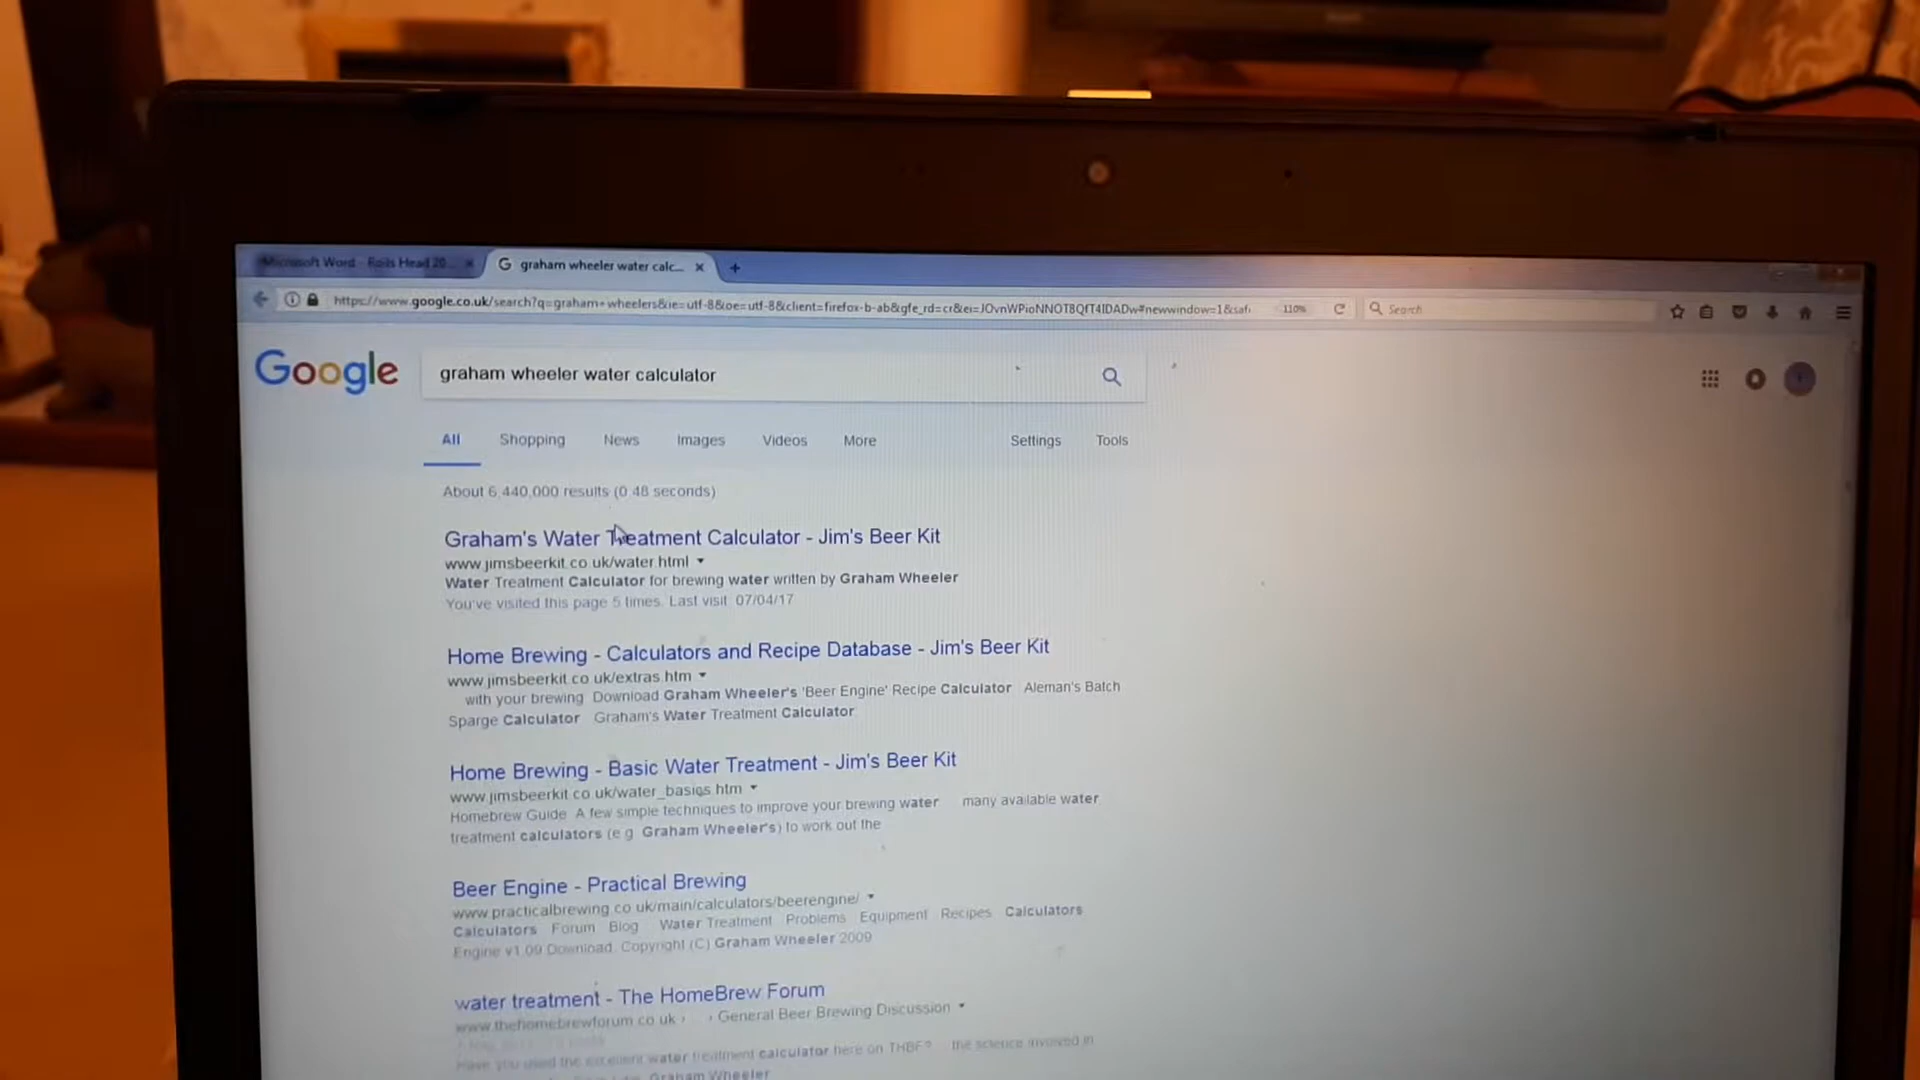 Microsoft Word - Rolls Head 20...
graham wheeler water calc...
https://www.google.co.uk/search?q=graham+wheelers&ie=utf-8&oe=utf-8&client=firefox-b-ab&gfe_rd=cr&ei=JOvnWPioNNOT8QfT4IDADw#newwindow=1&safe
110%
Search
Google
graham wheeler water calculator
All Shopping News Images Videos More Settings Tools
About 6,440,000 results (0.48 seconds)
Graham's Water Treatment Calculator - Jim's Beer Kit
www.jimsbeerkit.co.uk/water.html
Water Treatment Calculator for brewing water written by Graham Wheeler
You've visited this page 5 times. Last visit: 07/04/17
Home Brewing - Calculators and Recipe Database - Jim's Beer Kit
www.jimsbeerkit.co.uk/extras.htm
with your brewing Download Graham Wheeler's 'Beer Engine' Recipe Calculator Aleman's Batch
Sparge Calculator Graham's Water Treatment Calculator
Home Brewing - Basic Water Treatment - Jim's Beer Kit
www.jimsbeerkit.co.uk/water_basics.htm
Homebrew Guide A few simple techniques to improve your brewing water many available water
treatment calculators (e.g. Graham Wheeler's) to work out the
Beer Engine - Practical Brewing
www.practicalbrewing.co.uk/main/calculators/beerengine/
Calculators Forum Blog Water Treatment Problems Equipment Recipes Calculators
Engine v1.09 Download. Copyright (C) Graham Wheeler 2009
water treatment - The HomeBrew Forum
www.thehomebrewforum.co.uk › ... › General Beer Brewing Discussion
Have you used the excellent water treatment calculator here on THBF? the science involved in
Graham Wheeler